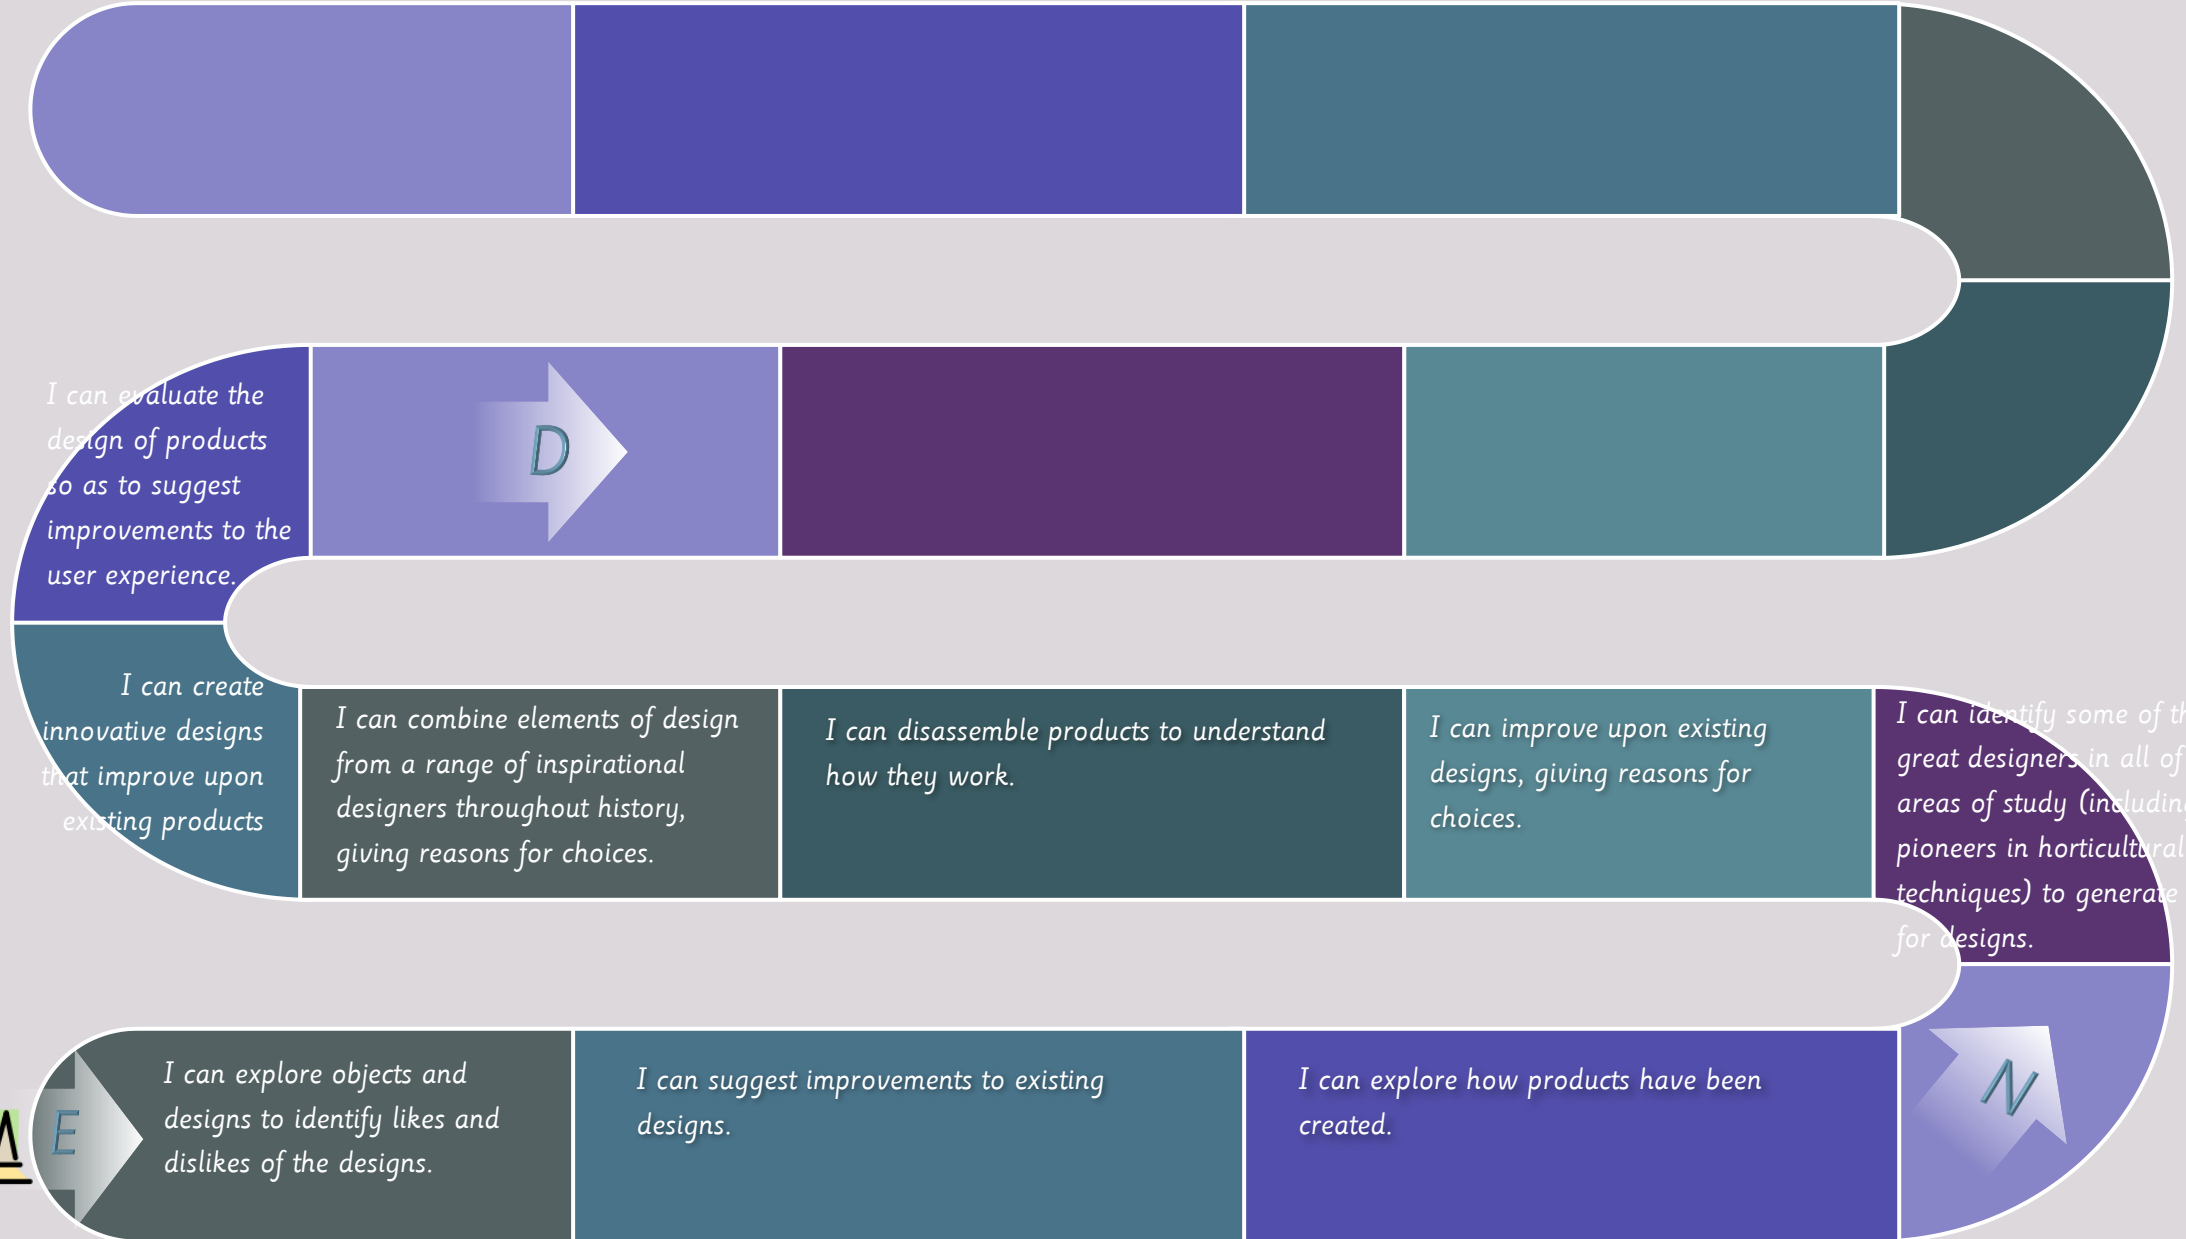 I can evaluate the
design of products
so as to suggest
improvements to the
user experience.
D
I can create
innovative designs
that improve upon
existing products
I can combine elements of design
from a range of inspirational
designers throughout history,
giving reasons for choices.
I can disassemble products to understand
how they work.
I can improve upon existing
designs, giving reasons for
choices.
I can identify some of
great designers in all of
areas of study (including
pioneers in horticultural
techniques) to generate
for designs.
E
I can explore objects and
designs to identify likes and
dislikes of the designs.
I can suggest improvements to existing
designs.
I can explore how products have been
created.
N